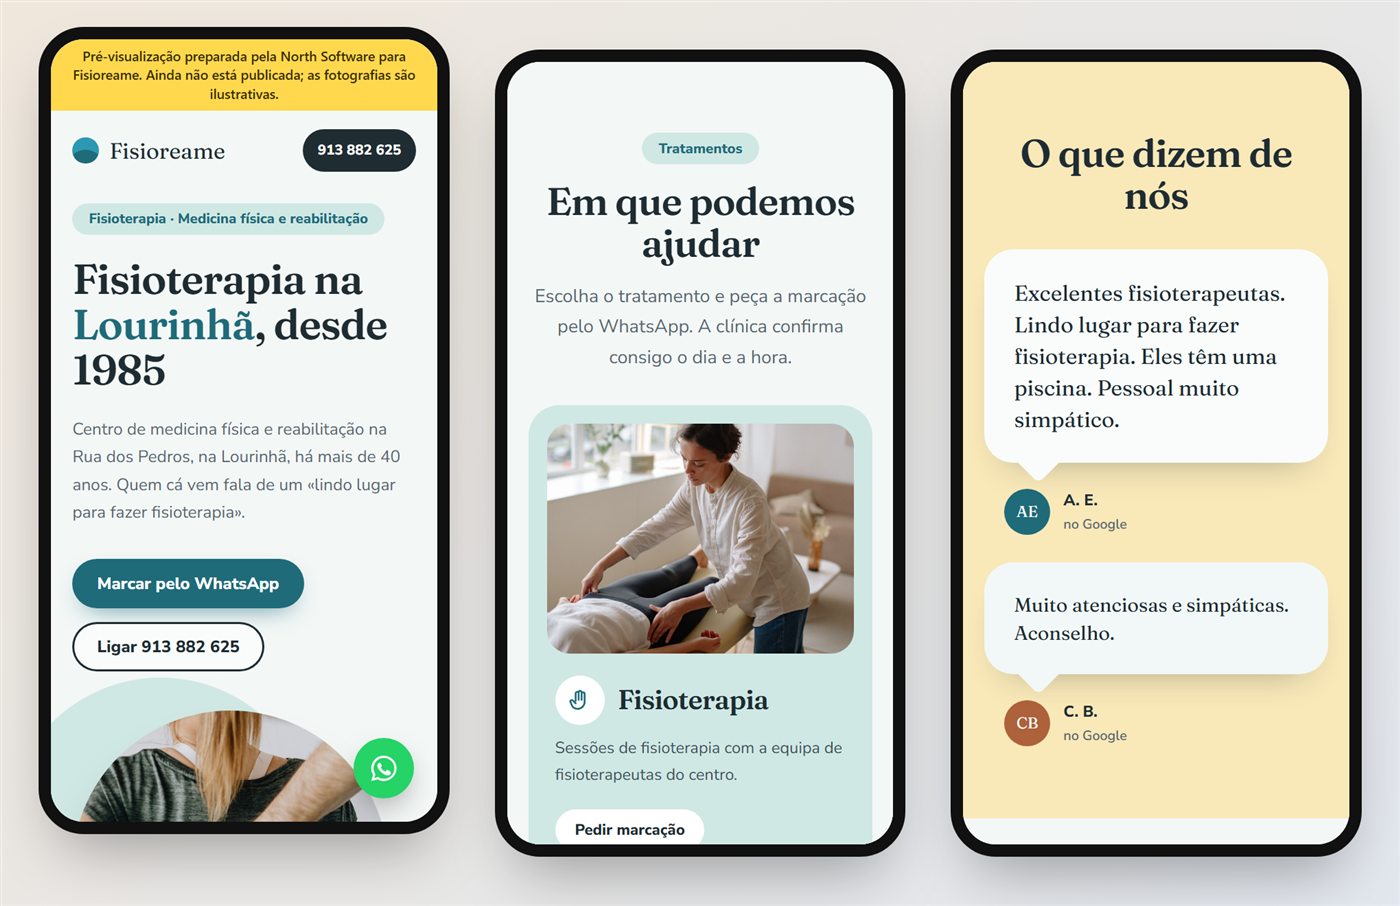 Pré-visualização preparada pela North Software para
Fisioreame. Ainda não está publicada; as fotografias são
ilustrativas.
Fisioreame
913 882 625
Fisioterapia · Medicina física e reabilitação
Fisioterapia na
Lourinhã, desde
1985
Centro de medicina física e reabilitação na
Rua dos Pedros, na Lourinhã, há mais de 40
anos. Quem cá vem fala de um «lindo lugar
para fazer fisioterapia».
Marcar pelo WhatsApp
Ligar 913 882 625
Tratamentos
Em que podemos
ajudar
Escolha o tratamento e peça a marcação
pelo WhatsApp. A clínica confirma
consigo o dia e a hora.
Fisioterapia
Sessões de fisioterapia com a equipa de
fisioterapeutas do centro.
Pedir marcação
O que dizem de
nós
Excelentes fisioterapeutas.
Lindo lugar para fazer
fisioterapia. Eles têm uma
piscina. Pessoal muito
simpático.
AE
A. E.
no Google
Muito atenciosas e simpáticas.
Aconselho.
CB
C. B.
no Google